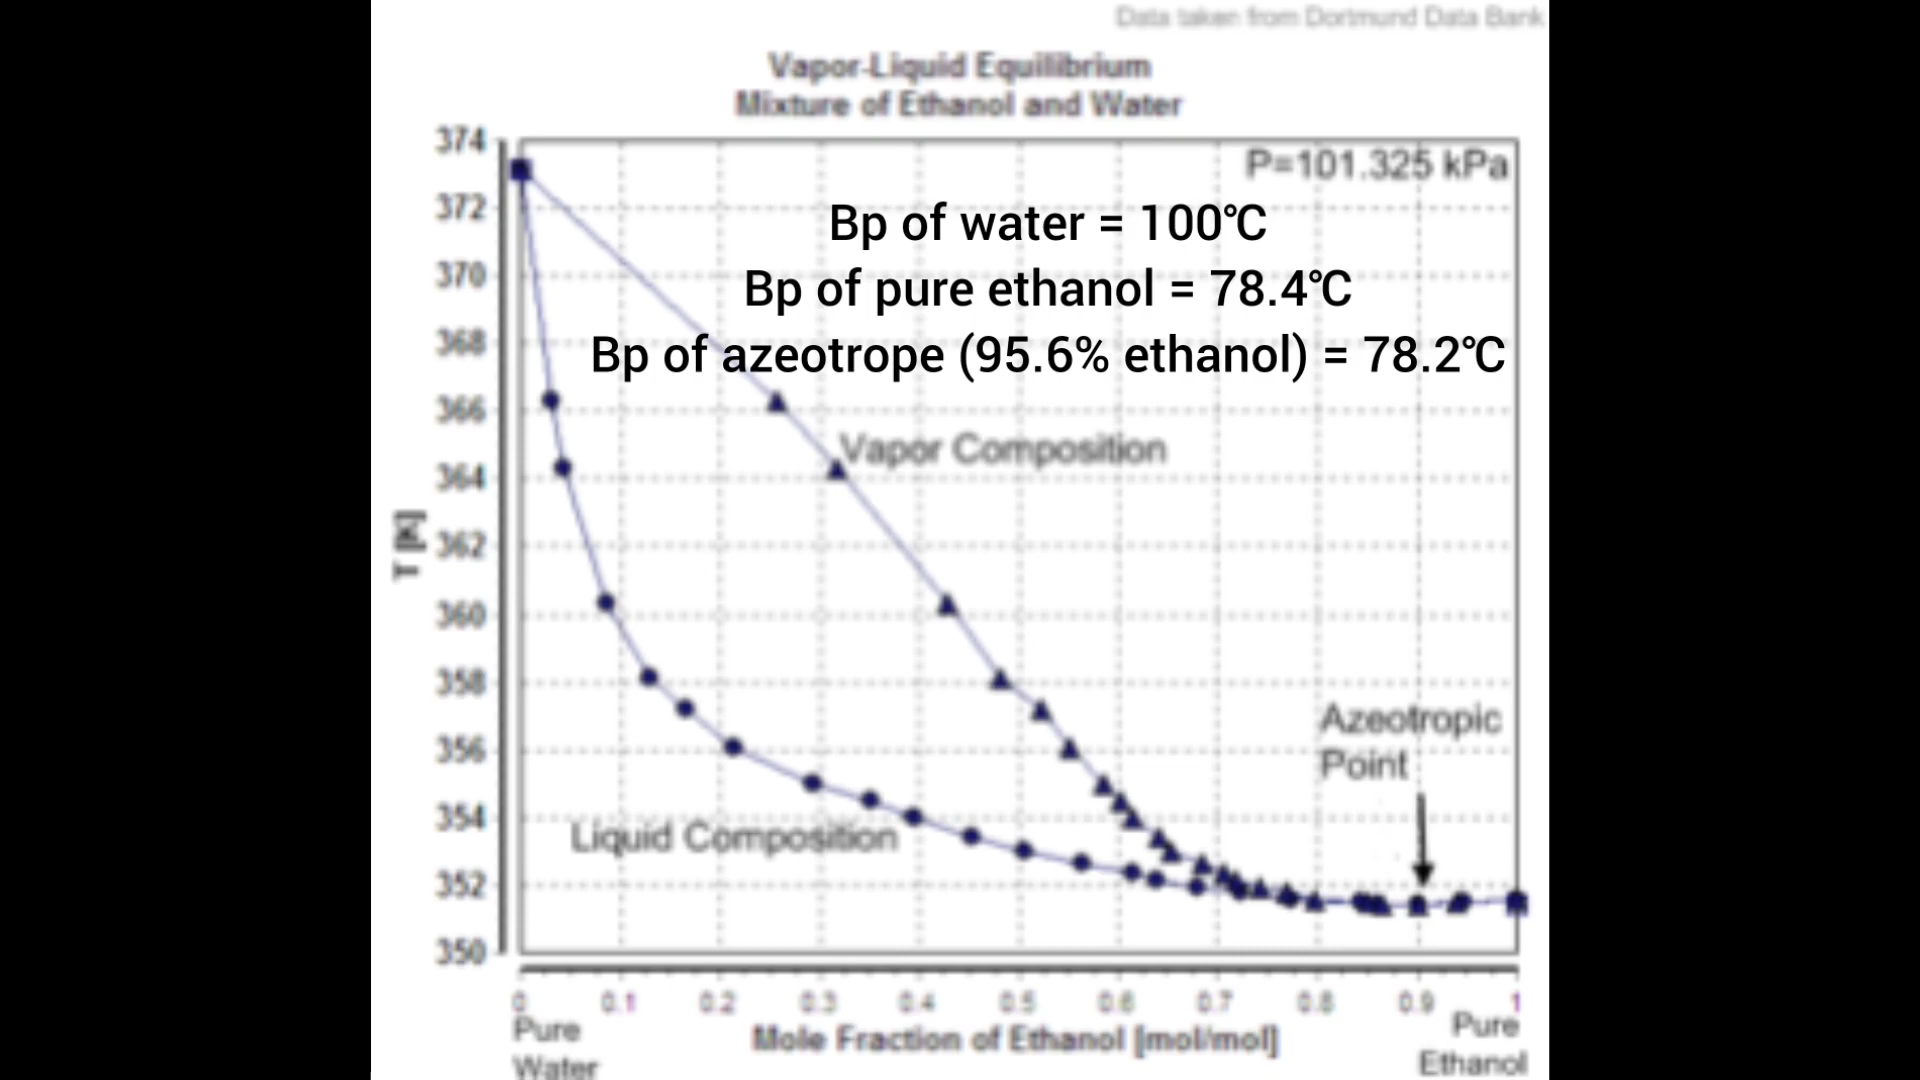 Data taken from Dortmund Data Bank
Vapor-Liquid Equilibrium
Mixture of Ethanol and Water
P=101.325 kPa
Bp of water = 100°C
Bp of pure ethanol = 78.4°C
Bp of azeotrope (95.6% ethanol) = 78.2°C
Vapor Composition
Azeotropic
Point
Liquid Composition
T [K]
374
372
370
368
366
364
362
360
358
356
354
352
350
0 0.1 0.2 0.3 0.4 0.5 0.6 0.7 0.8 0.9 1
Pure
Water
Mole Fraction of Ethanol [mol/mol]
Pure
Ethanol